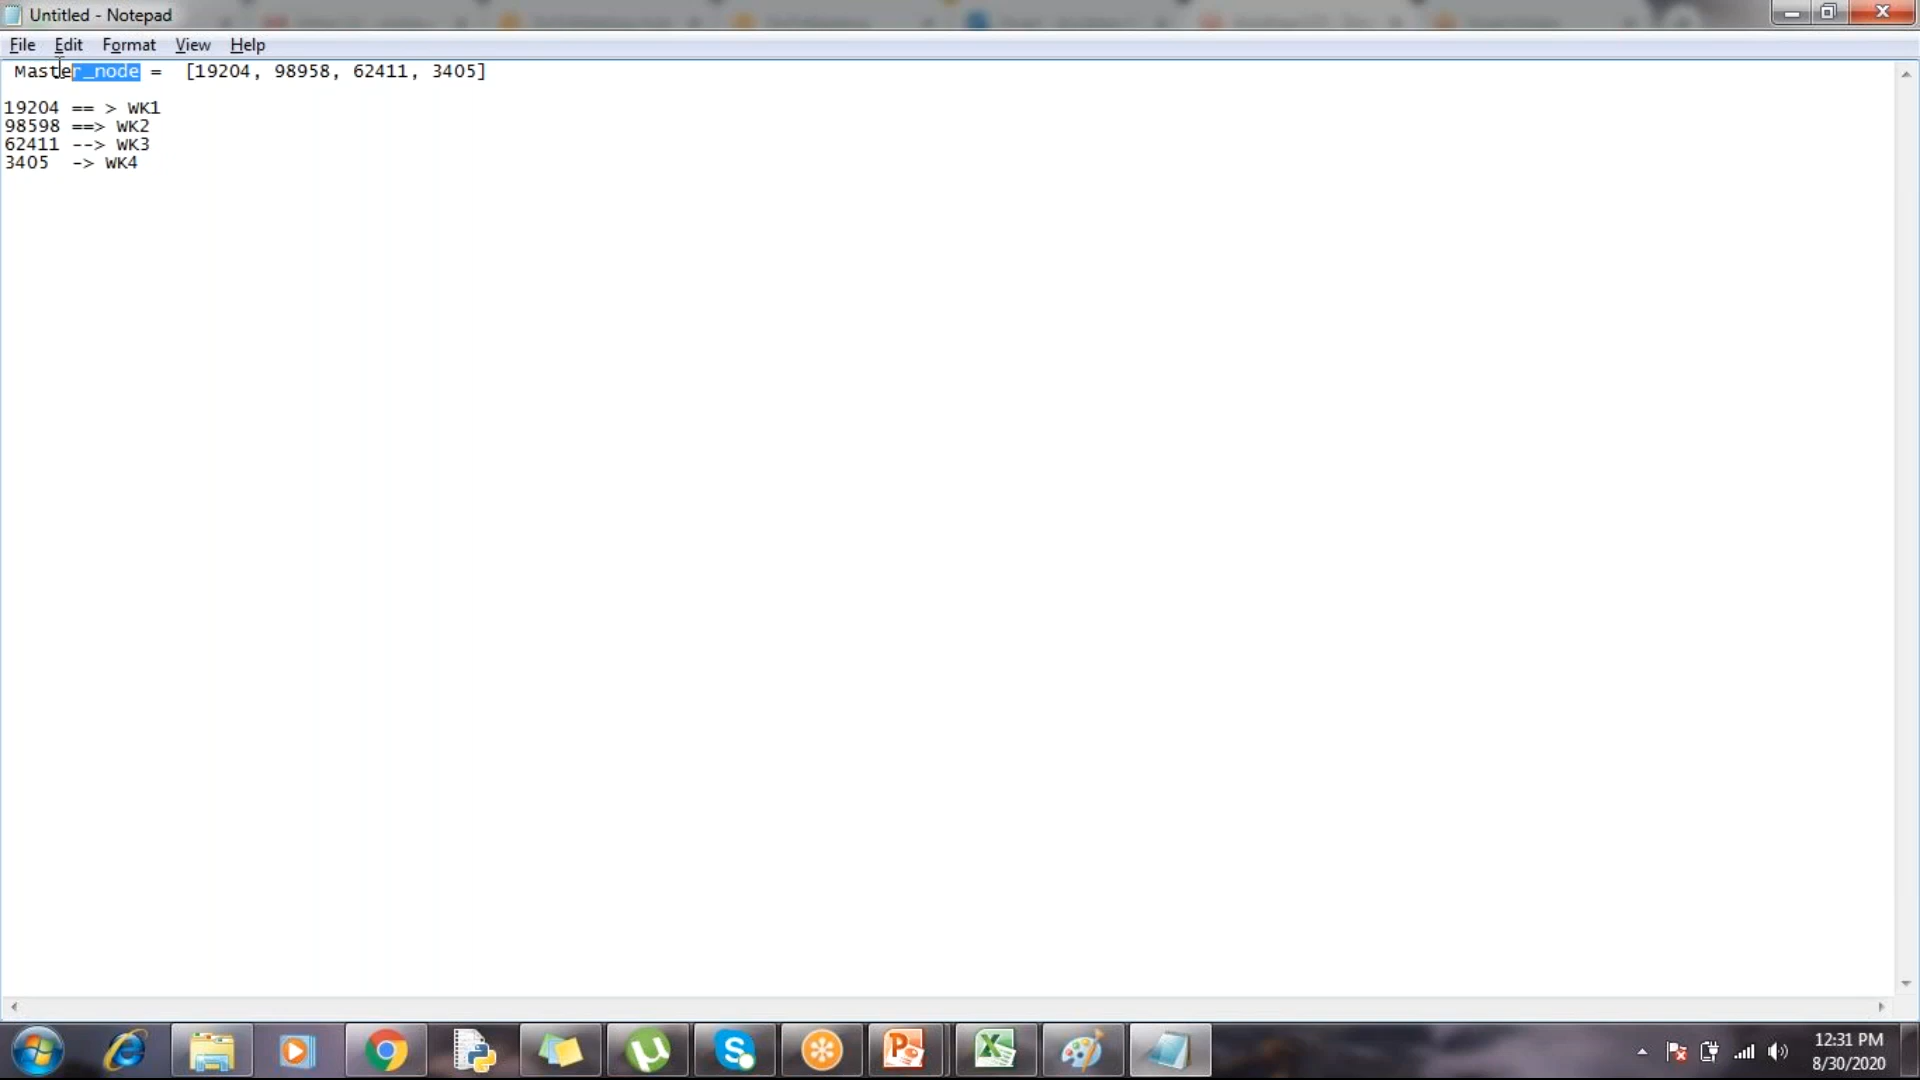 Untitled - Notepad
File Edit Format View Help
Master_node = [19204, 98958, 62411, 3405]
19204 == > WK1
98598 ==> WK2
62411 --> WK3
3405 -> WK4
12:31 PM
8/30/2020